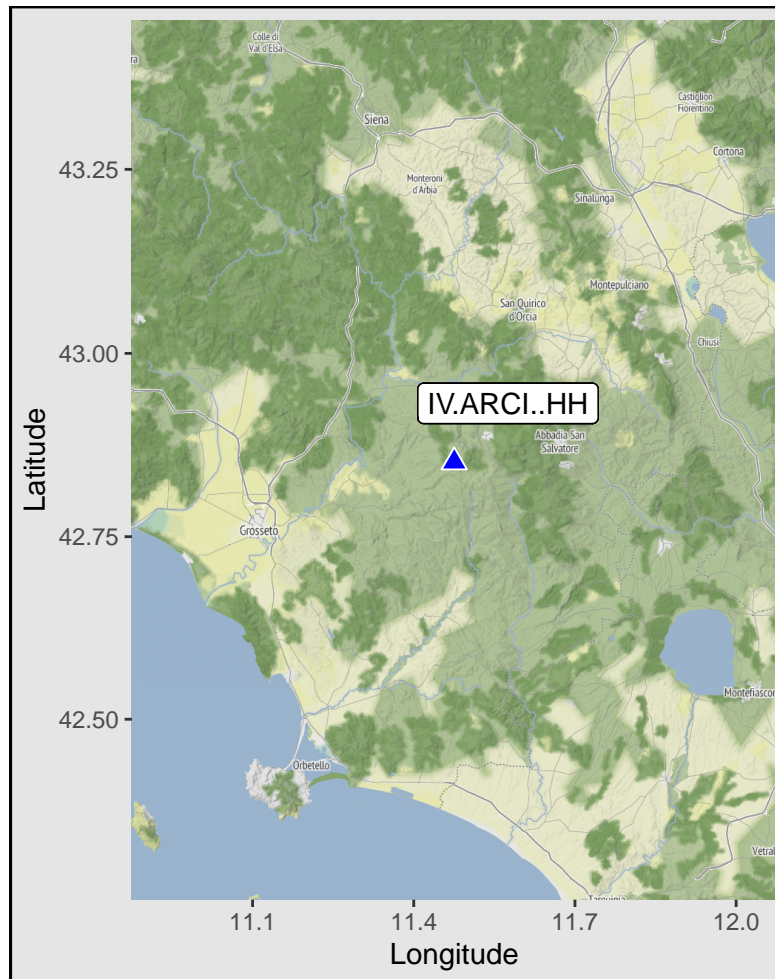 Colle di
Val d'Elsa
Castiglion
Fiorentino
Siena
Cortona
43.25
Monteroni
d'Arbia
Sinalunga
Montepulciano
San Quirico
d'Orcia
Chiusi
43.00
IV.ARCI..HH
Abbadia San
Salvatore
Latitude
42.75
Grosseto
Montefiascon
42.50
Orbetello
Vetral
Tarquinia
11.1
11.4
11.7
12.0
Longitude